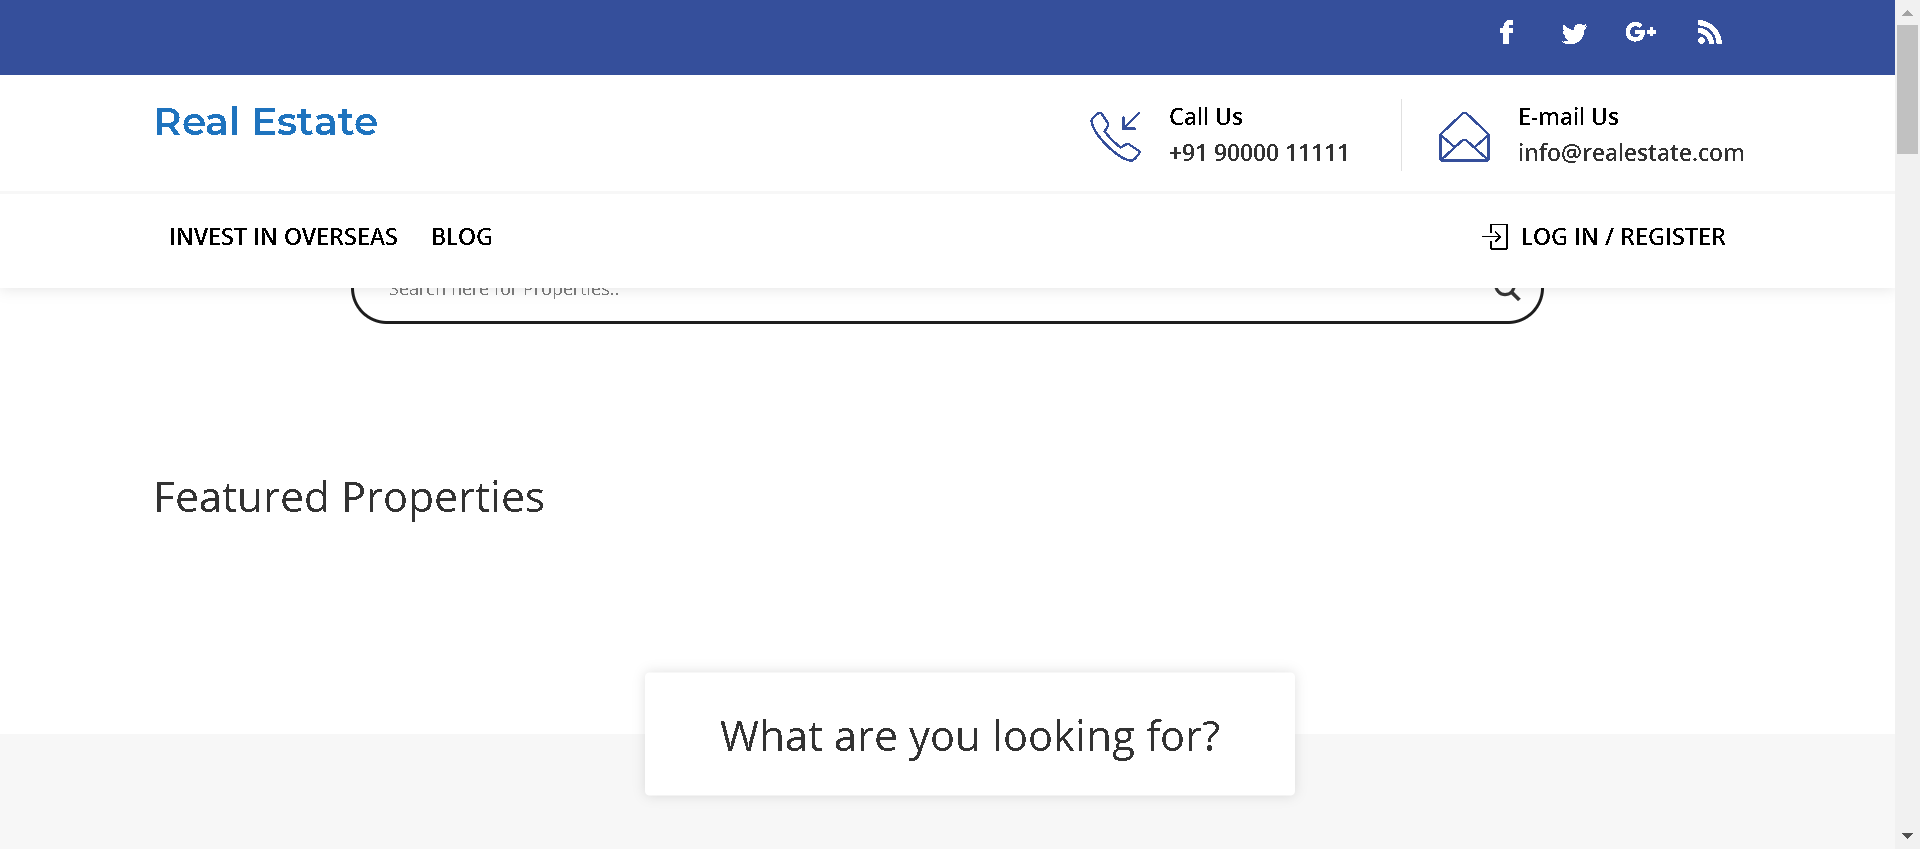 Real Estate
Call Us
+91 90000 11111
E-mail Us
info@realestate.com
INVEST IN OVERSEAS
BLOG
LOG IN / REGISTER
Search here for Properties..
Featured Properties
What are you looking for?